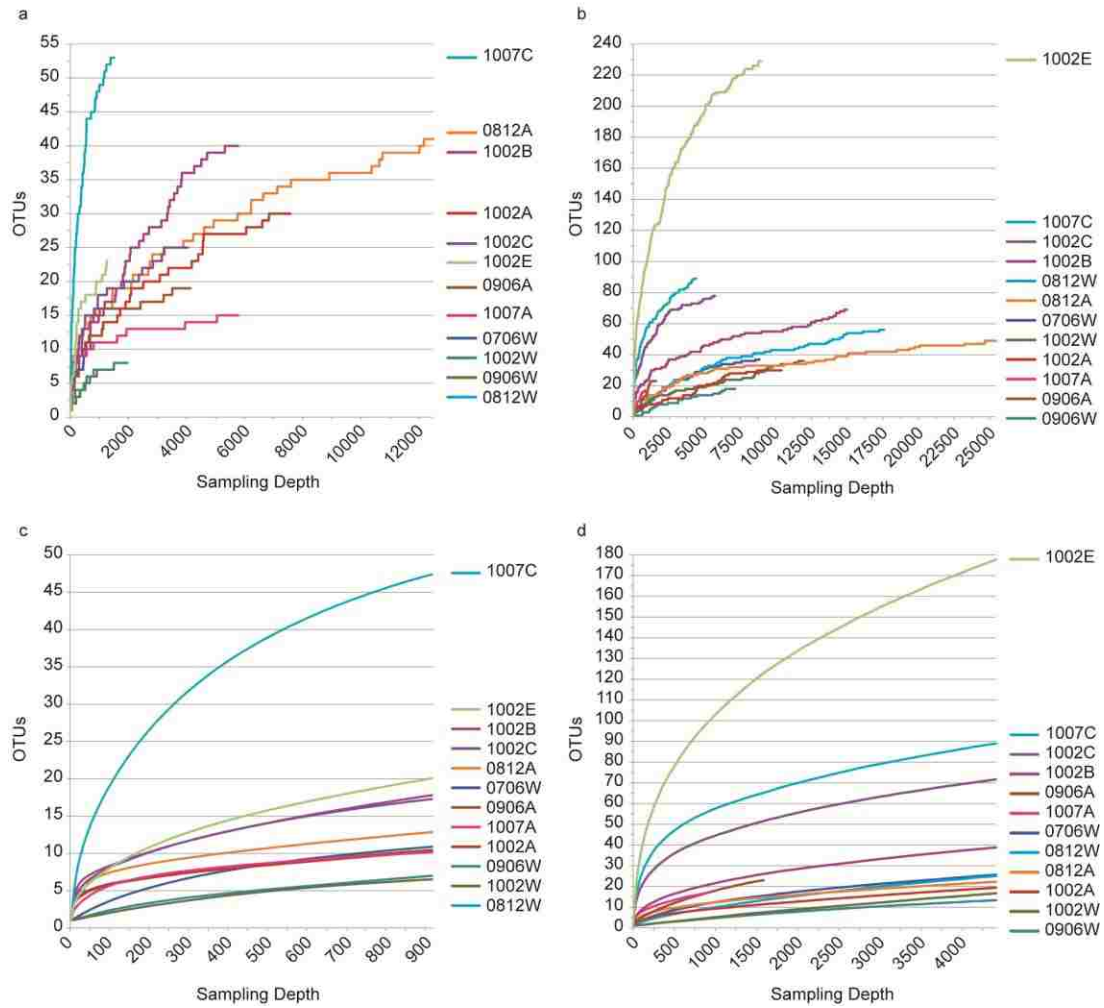 a
OTUs
55
50
45
40
35
30
25
20
15
10
5
0
0
2000
4000
6000
8000
10000
12000
Sampling Depth
1007C
0812A
1002B
1002A
1002C
1002E
0906A
1007A
0706W
1002W
0906W
0812W
b
OTUs
240
220
200
180
160
140
120
100
80
60
40
20
0
0
2500
50000
75000
10000
12500
15000
17500
20000
22500
25000
Sampling Depth
1002E
1007C
1002C
1002B
0812W
0812A
0706W
1002W
1002A
1007A
0906A
0906W
c
OTUs
50
45
40
35
30
25
20
15
10
5
0
0
100
200
300
400
500
600
700
800
900
Sampling Depth
1007C
1002E
1002B
1002C
0812A
0706W
0906A
1007A
1002A
0906W
1002W
0812W
d
OTUs
180
170
160
150
140
130
120
110
100
90
80
70
60
50
40
30
20
10
0
0
500
1000
1500
2000
2500
3000
3500
4000
Sampling Depth
1002E
1007C
1002C
1002B
0906A
1007A
0706W
0812W
0812A
1002A
1002W
0906W